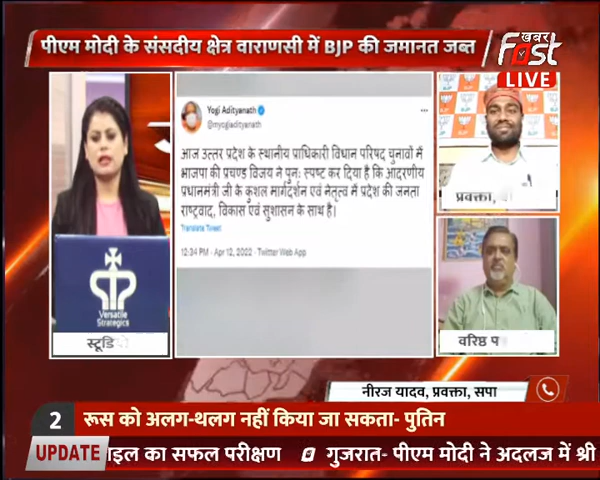 पीएम मोदी के संसदीय क्षेत्र वाराणसी में BJP की जमानत जब्त
खबर
Fast
LIVE
Yogi Adityanath
@myogiadityanath
आज उत्तर प्रदेश के स्थानीय प्राधिकारी विधान परिषद् चुनावों में
भाजपा की प्रचण्ड विजय ने पुन: स्पष्ट कर दिया है कि आदरणीय
प्रधानमंत्री जी के कुशल मार्गदर्शन एवं नेतृत्व में प्रदेश की जनता
राष्ट्रवाद, विकास एवं सुशासन के साथ है।
Translate Tweet
12:34 PM · Apr 12, 2022 · Twitter Web App
प्रवक्ता,
Versatile
Strategics
वरिष्ठ
नीरज यादव, प्रवक्ता, सपा
2 रूस को अलग-थलग नहीं किया जा सकता- पुतिन
UPDATE का सफल परीक्षण गुजरात- पीएम मोदी ने अदलज में श्री